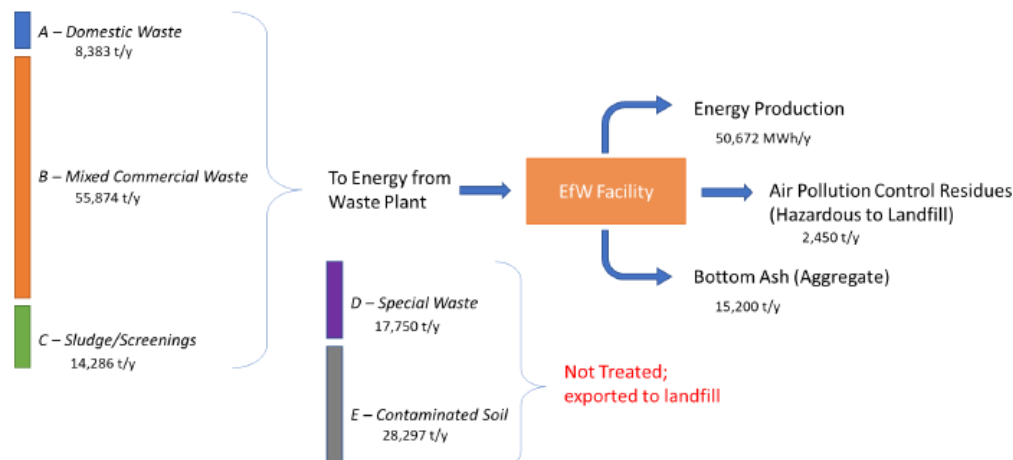 A – Domestic Waste
8,383 t/y
B – Mixed Commercial Waste
55,874 t/y
C – Sludge/Screenings
14,286 t/y
To Energy from
Waste Plant
EfW Facility
Energy Production
50,672 MWh/y
Air Pollution Control Residues
(Hazardous to Landfill)
2,450 t/y
Bottom Ash (Aggregate)
15,200 t/y
D – Special Waste
17,750 t/y
E – Contaminated Soil
28,297 t/y
Not Treated;
exported to landfill